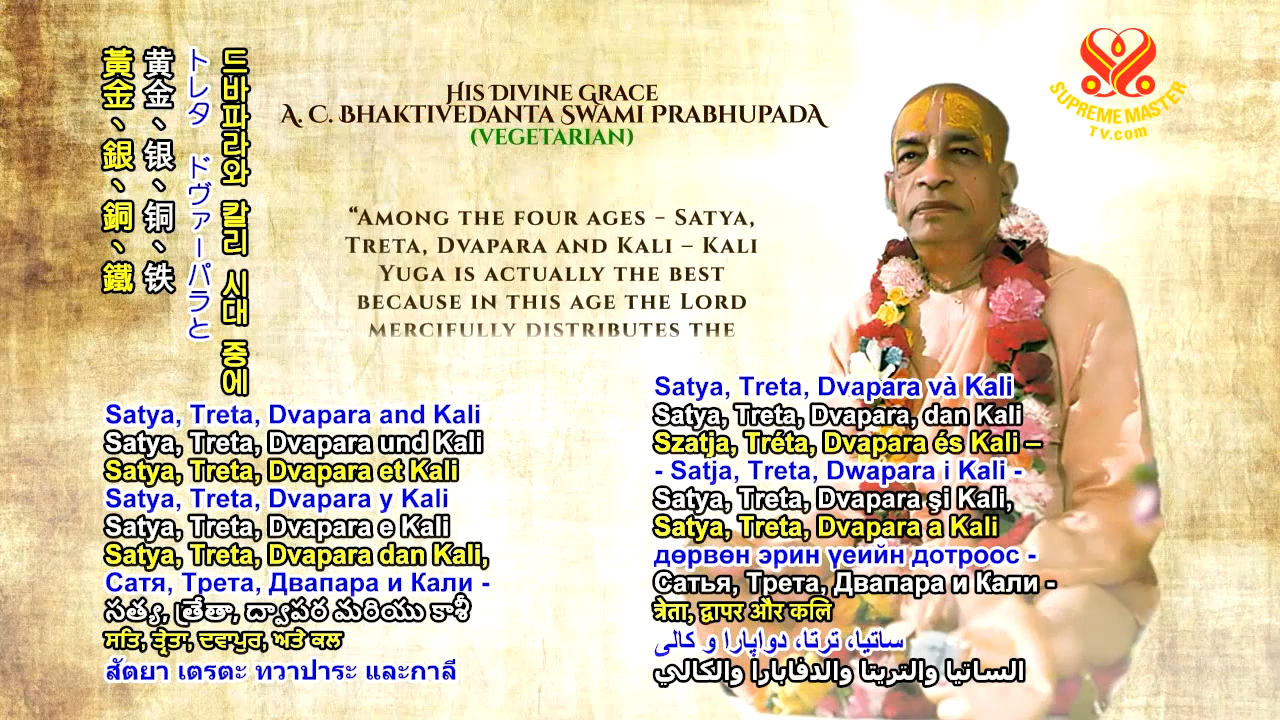 黃金、銀、銅、鐵
黄金、银、铜、铁
トレタ ドヴァーパラと
드바파라와 칼리 시대 중에
His Divine Grace
A. C. Bhaktivedanta Swami Prabhupada
(VEGETARIAN)
“Among the four ages – Satya,
Treta, Dvapara and Kali – Kali
Yuga is actually the best
because in this age the Lord
mercifully distributes the
SUPREME MASTER
TV.com
Satya, Treta, Dvapara and Kali
Satya, Treta, Dvapara und Kali
Satya, Treta, Dvapara et Kali
Satya, Treta, Dvapara y Kali
Satya, Treta, Dvapara e Kali
Satya, Treta, Dvapara dan Kali,
Сатя, Трета, Двапара и Кали -
సత్య, త్రేతా, ద్వాపర మరియు కాశీ
ਸਤਿ, ਤ੍ਰੇਤਾ, ਦਵਾਪੁਰ, ਅਤੇ ਕਲ
สัตยา เตรตะ ทวาปาระ และกาลี
Satya, Treta, Dvapara và Kali
Satya, Treta, Dvapara, dan Kali
Szatja, Tréta, Dvapara és Kali –
- Satja, Treta, Dwapara i Kali -
Satya, Treta, Dvapara şi Kali,
Satya, Treta, Dvapara a Kali
дөрвөн эрин үеийн дотроос -
Сатья, Трета, Двапара и Кали -
त्रेता, द्वापर और कलि
ساتیا، ترتا، دواپارا و کالی
الساتيا والتريتا والدفابارا والكالي